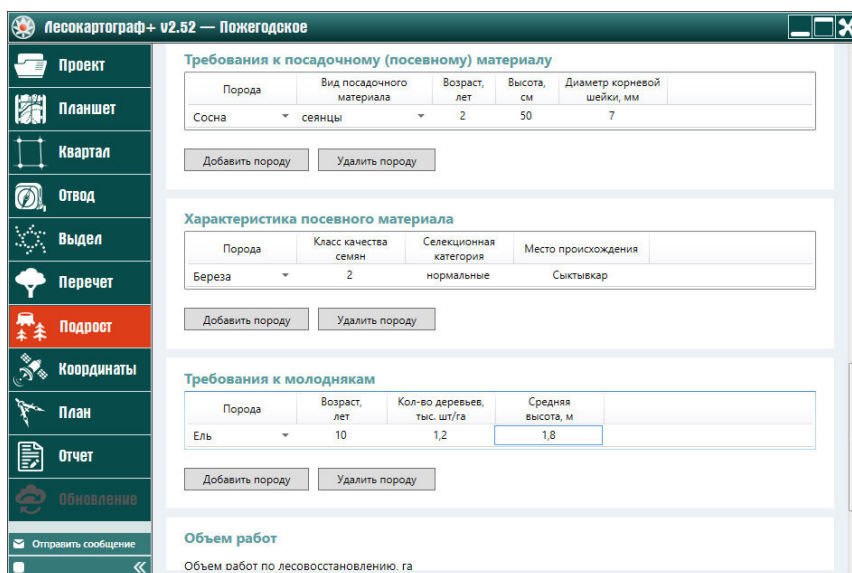 Лесокартограф+ v2.52 — Пожегодское
Проект
Планшет
Квартал
Отвод
Выдел
Перечет
Подрост
Координаты
План
Отчет
Обновление
Отправить сообщение
Требования к посадочному (посевному) материалу
Порода Вид посадочного материала Возраст, лет Высота, см Диаметр корневой шейки, мм
Сосна сеянцы 2 50 7
Добавить породу Удалить породу
Характеристика посевного материала
Порода Класс качества семян Селекционная категория Место происхождения
Береза 2 нормальные Сыктывкар
Добавить породу Удалить породу
Требования к молоднякам
Порода Возраст, лет Кол-во деревьев, тыс. шт/га Средняя высота, м
Ель 10 1,2 1,8
Добавить породу Удалить породу
Объем работ
Объем работ по лесовосстановлению, га